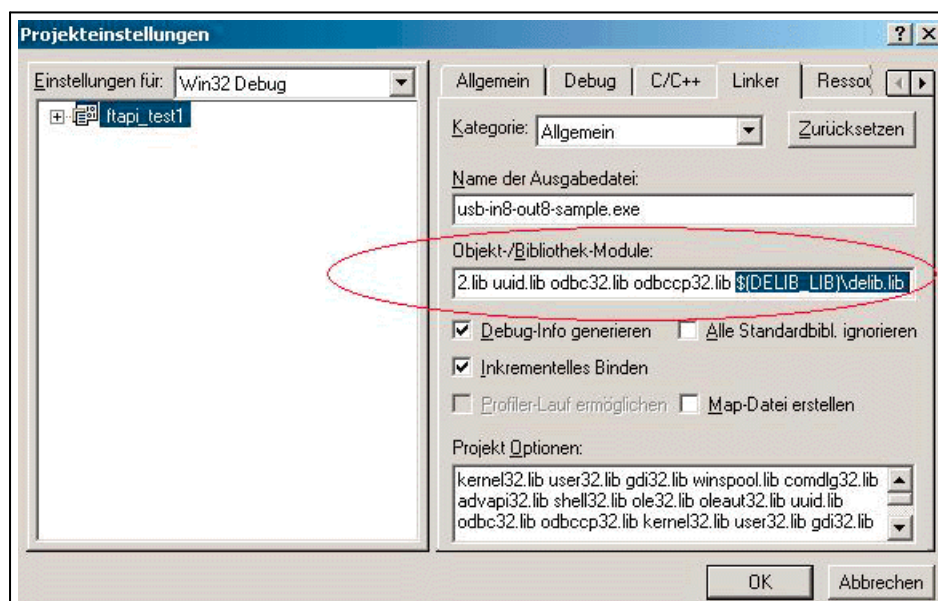 Projekteinstellungen
Einstellungen für: Win32 Debug
ftapi_test1
Allgemein Debug C/C++ Linker
Kategorie: Allgemein Zurücksetzen
Name der Ausgabedatei:
usb-in8-out8-sample.exe
Objekt-/Bibliothek-Module:
2.lib uuid.lib odbc32.lib odbccp32.lib $(DELIB_LIB)\delib.lib
Debug-Info generieren Alle Standardbibl. ignorieren
Inkrementelles Binden
Profiler-Lauf ermöglichen Map-Datei erstellen
Projekt Optionen:
kernel32.lib user32.lib gdi32.lib winspool.lib comdlg32.lib
advapi32.lib shell32.lib ole32.lib oleaut32.lib uuid.lib
odbc32.lib odbccp32.lib kernel32.lib user32.lib gdi32.lib
OK Abbrechen